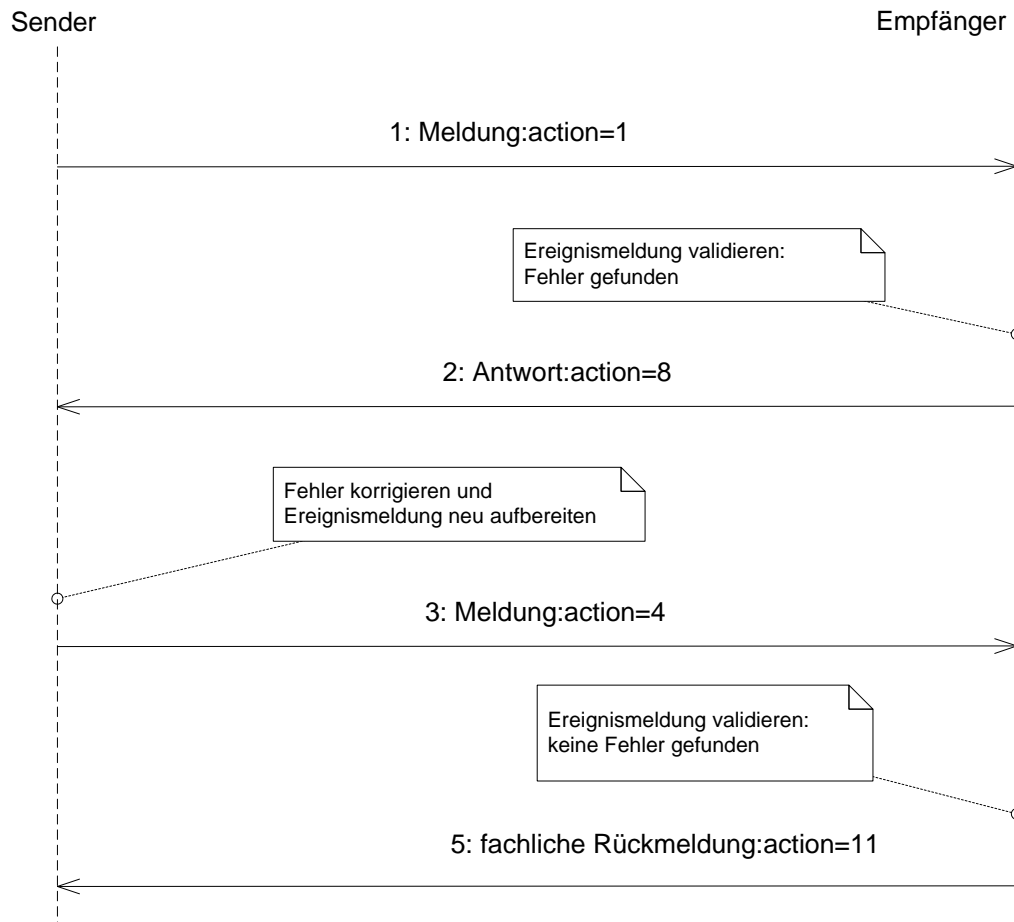 Sender
Empfänger
1: Meldung:action=1
Ereignismeldung validieren:
Fehler gefunden
2: Antwort:action=8
Fehler korrigieren und
Ereignismeldung neu aufbereiten
3: Meldung:action=4
Ereignismeldung validieren:
keine Fehler gefunden
5: fachliche Rückmeldung:action=11